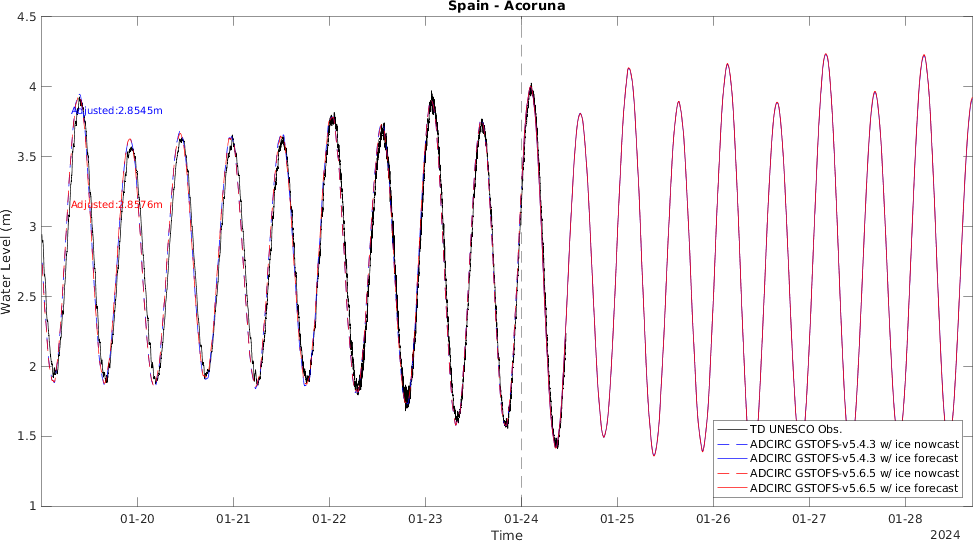 Spain - Acoruna
4.5
4
3.5
3
2.5
2
1.5
1
Water Level (m)
Adjusted:2.8545m
Adjusted:2.8576m
TD UNESCO Obs.
ADCIRC GSTOFS-v5.4.3 w/ ice nowcast
ADCIRC GSTOFS-v5.4.3 w/ ice forecast
ADCIRC GSTOFS-v5.6.5 w/ ice nowcast
ADCIRC GSTOFS-v5.6.5 w/ ice forecast
01-20 01-21 01-22 01-23 01-24 01-25 01-26 01-27 01-28
Time
2024